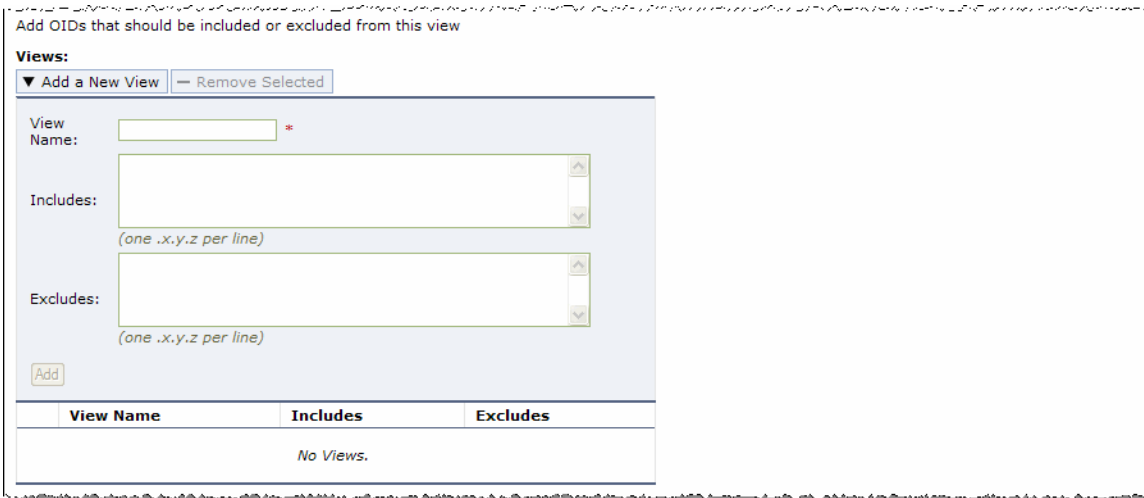 Add OIDs that should be included or excluded from this view
Views:
▼ Add a New View — Remove Selected
View
Name: *
Includes:
(one .x.y.z per line)
Excludes:
(one .x.y.z per line)
Add
View Name Includes Excludes
No Views.